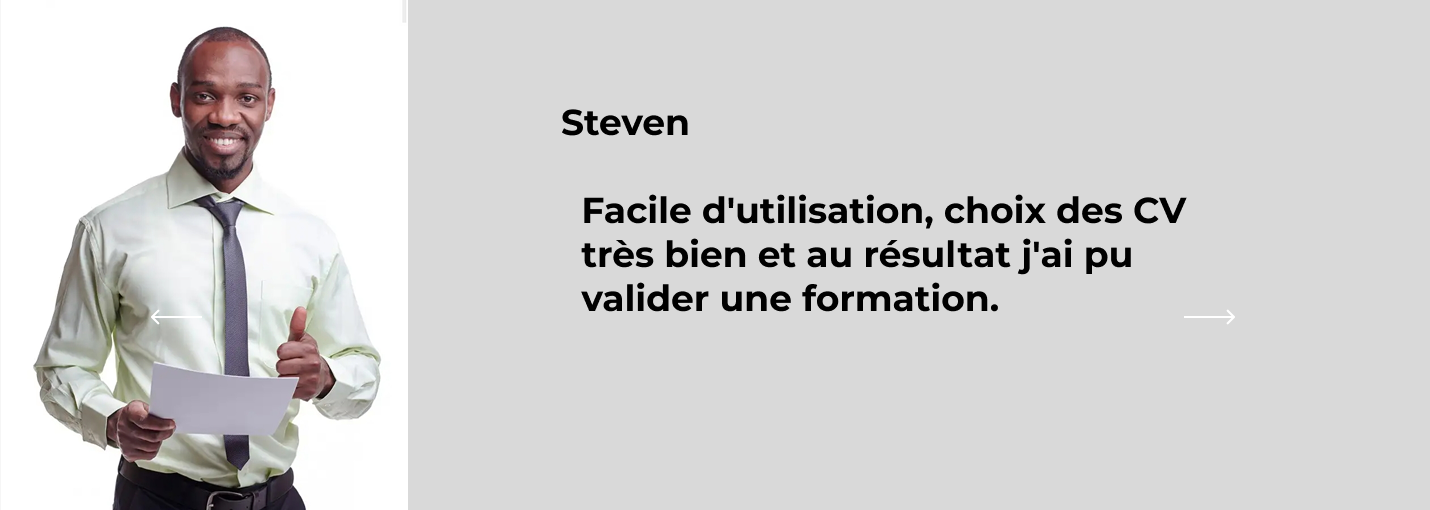 Steven
Facile d'utilisation, choix des CV
très bien et au résultat j'ai pu
valider une formation.